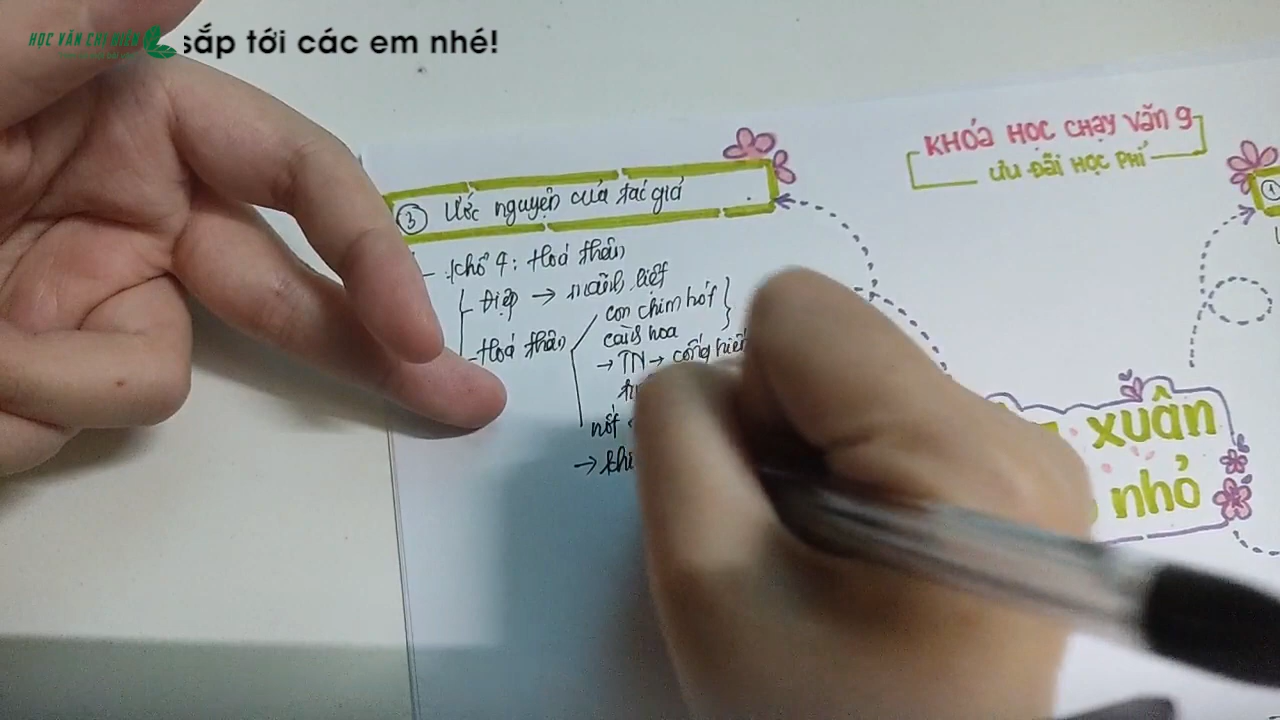 HỌC VĂN CHỊ HIÊN
sắp tới các em nhé!
KHÓA HỌC CHẠY VĂN 9
ƯU ĐÃI HỌC PHÍ
③ Ước nguyện của tác giả
①
- Khổ 4: Hoá thân
Điệp → mãnh liệt
- Hoá thân
con chim hót
cành hoa
→ TN → cống hiến
nốt
→
xuân
nhỏ